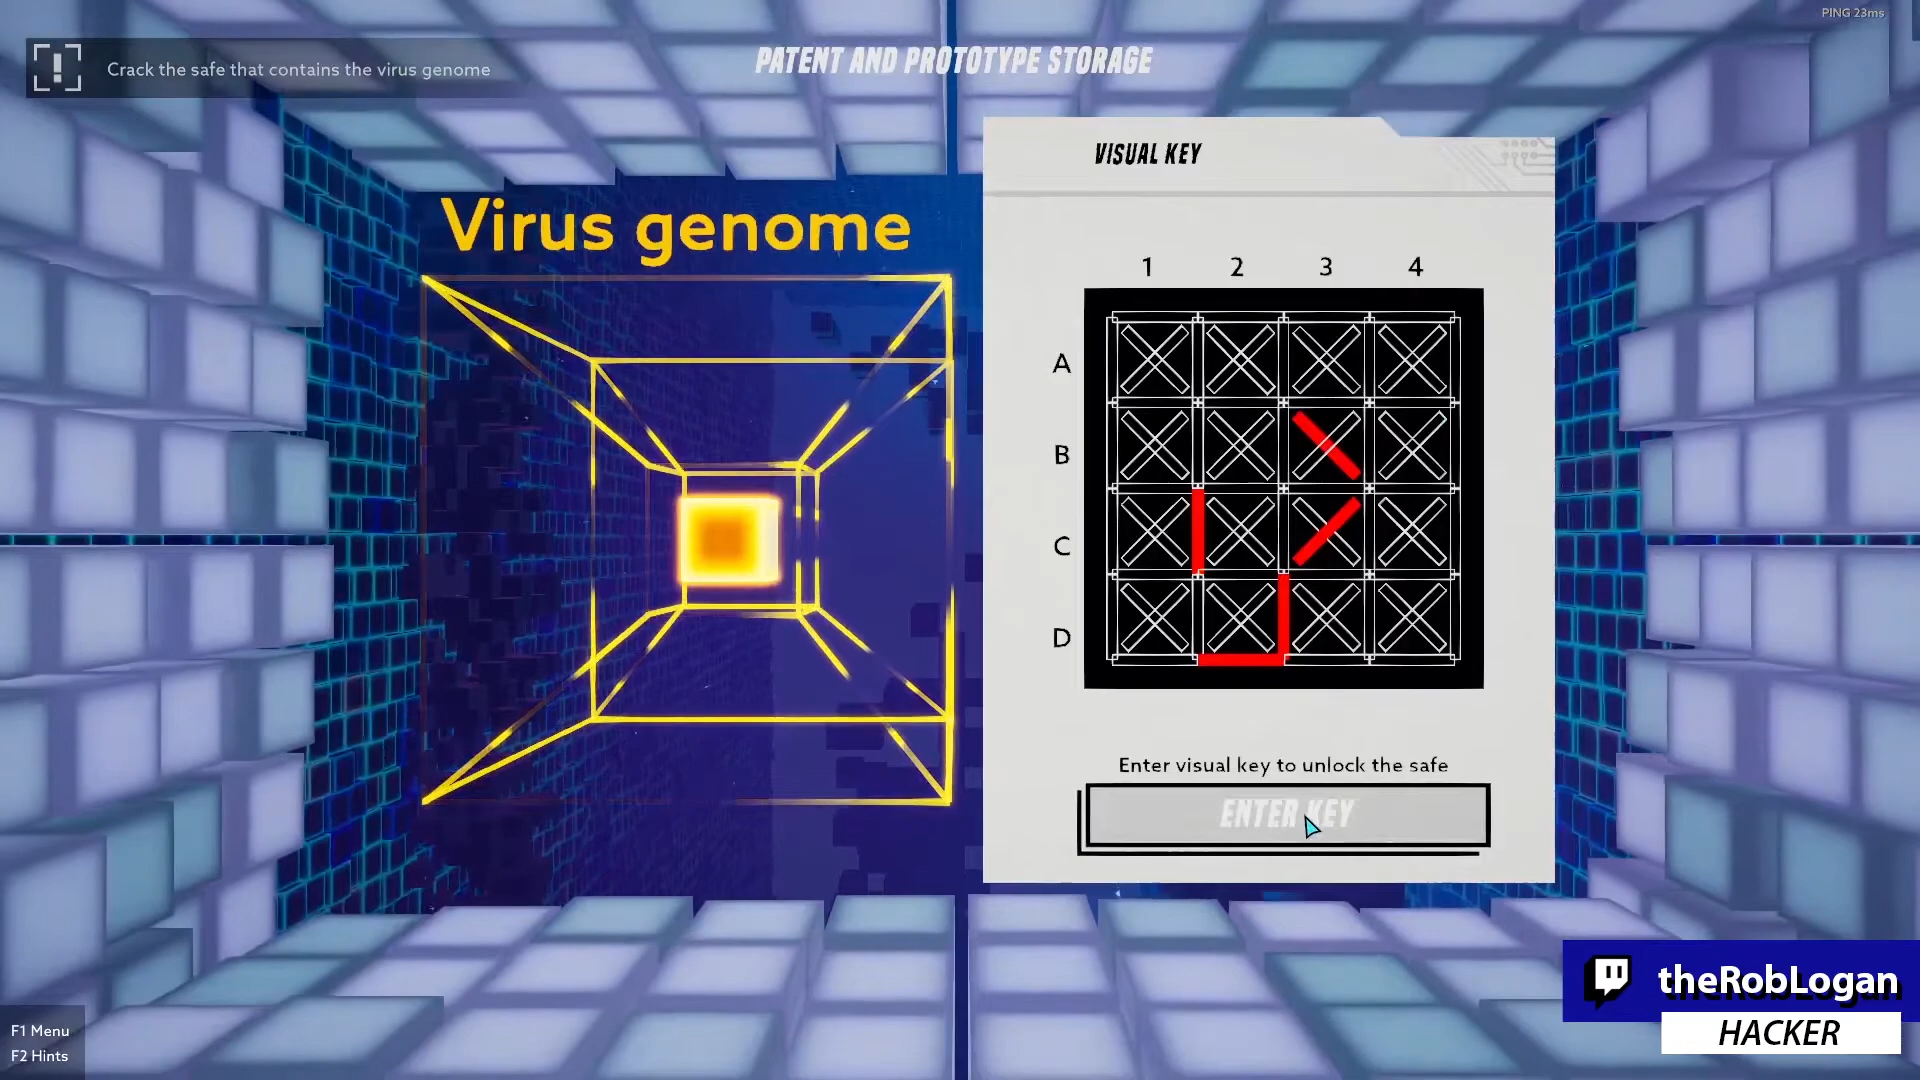 PING 23ms
Crack the safe that contains the virus genome
PATENT AND PROTOTYPE STORAGE
VISUAL KEY
Virus genome
1 2 3 4
A
B
C
D
Enter visual key to unlock the safe
ENTER KEY
theRobLogan
HACKER
F1 Menu
F2 Hints